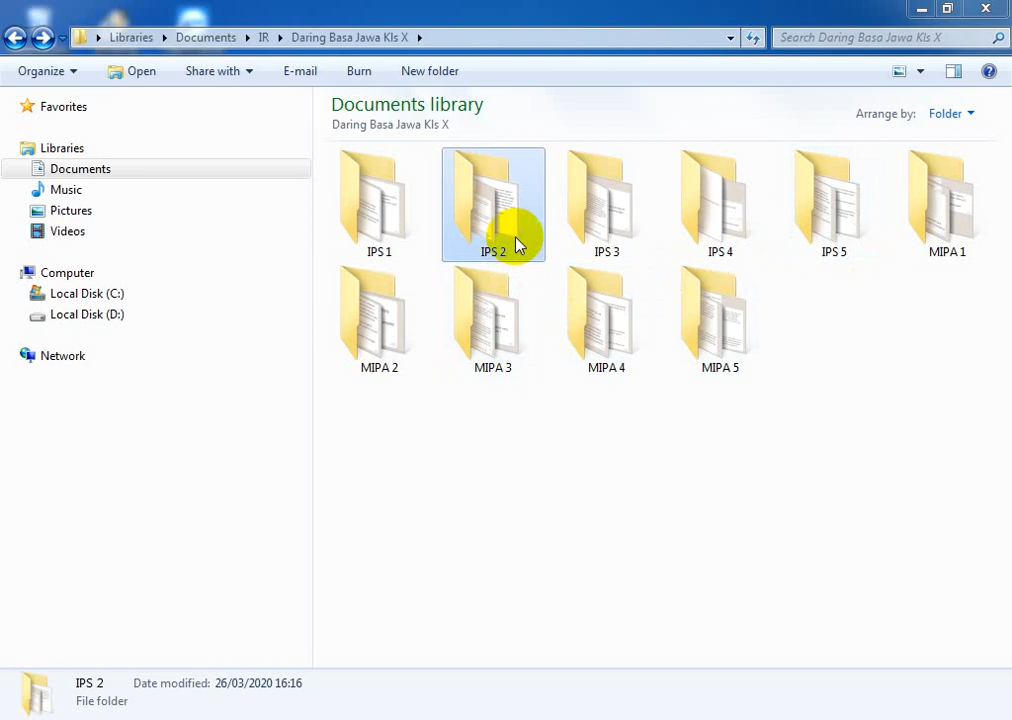 Libraries Documents IR Daring Basa Jawa Kls X
Search Daring Basa Jawa Kls X
Organize Open Share with E-mail Burn New folder
Favorites
Libraries
Documents
Music
Pictures
Videos
Computer
Local Disk (C:)
Local Disk (D:)
Network
Documents library
Daring Basa Jawa Kls X
Arrange by: Folder
IPS 1 IPS 2 IPS 3 IPS 4 IPS 5 MIPA 1
MIPA 2 MIPA 3 MIPA 4 MIPA 5
IPS 2 Date modified: 26/03/2020 16:16
File folder